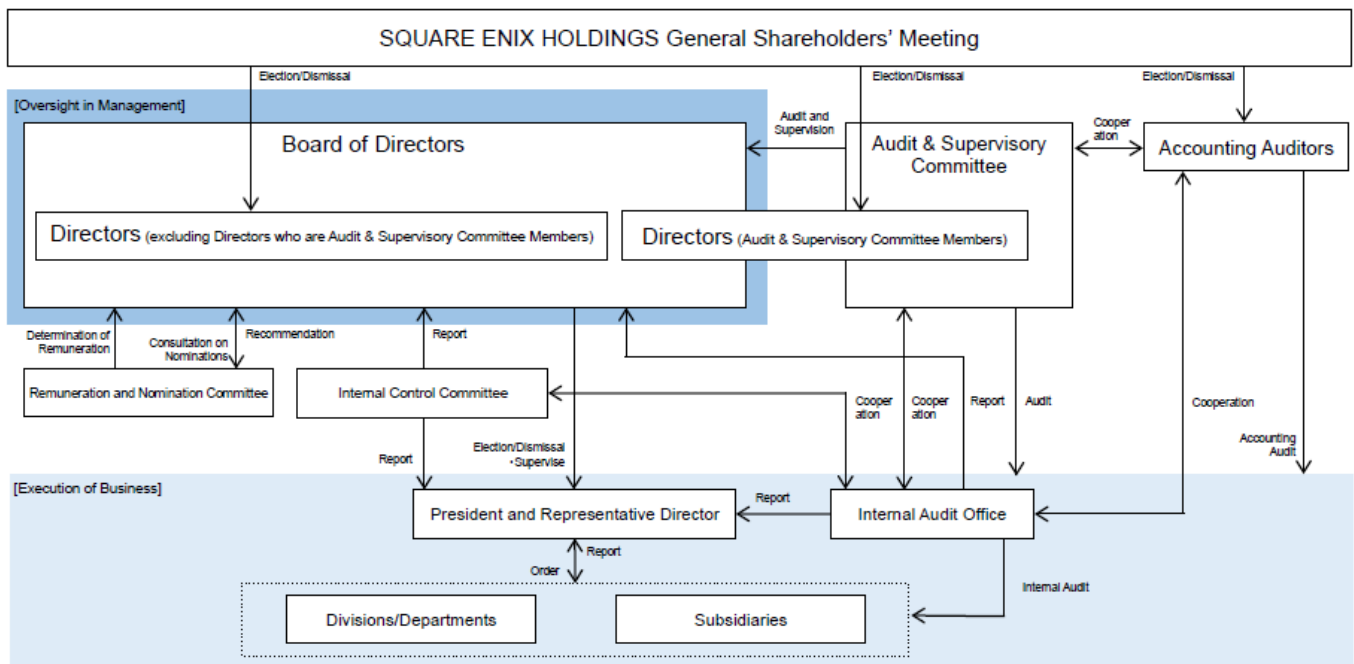 SQUARE ENIX HOLDINGS General Shareholders' Meeting
Election/Dismissal
Election/Dismissal
Election/Dismissal
[Oversight in Management]
Board of Directors
Audit and
Supervision
Audit & Supervisory
Committee
Cooper
ation
Accounting Auditors
Directors (excluding Directors who are Audit & Supervisory Committee Members)
Directors (Audit & Supervisory Committee Members)
Determination of
Remuneration
Consultation on
Nominations
Recommendation
Report
Remuneration and Nomination Committee
Internal Control Committee
Cooper
ation
Cooper
ation
Report
Audit
Cooperation
Report
Election/Dismissal
・Supervise
Accounting
Audit
[Execution of Business]
President and Representative Director
Report
Internal Audit Office
Report
Order
Internal Audit
Divisions/Departments
Subsidiaries